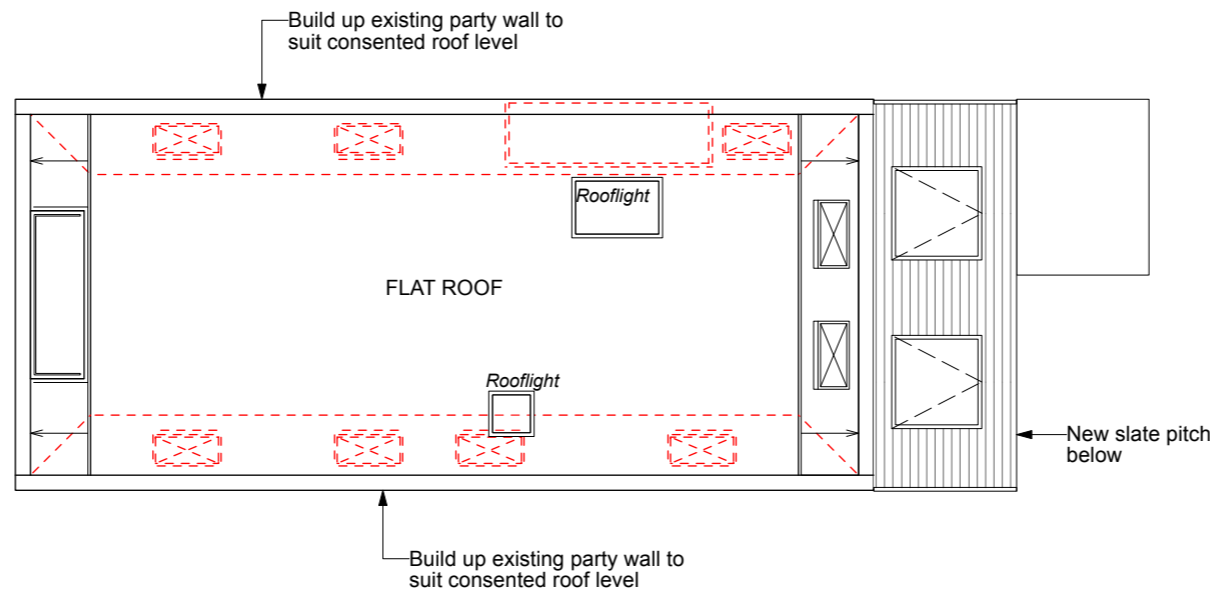 Build up existing party wall to
suit consented roof level
Rooflight
FLAT ROOF
Rooflight
New slate pitch
below
Build up existing party wall to
suit consented roof level